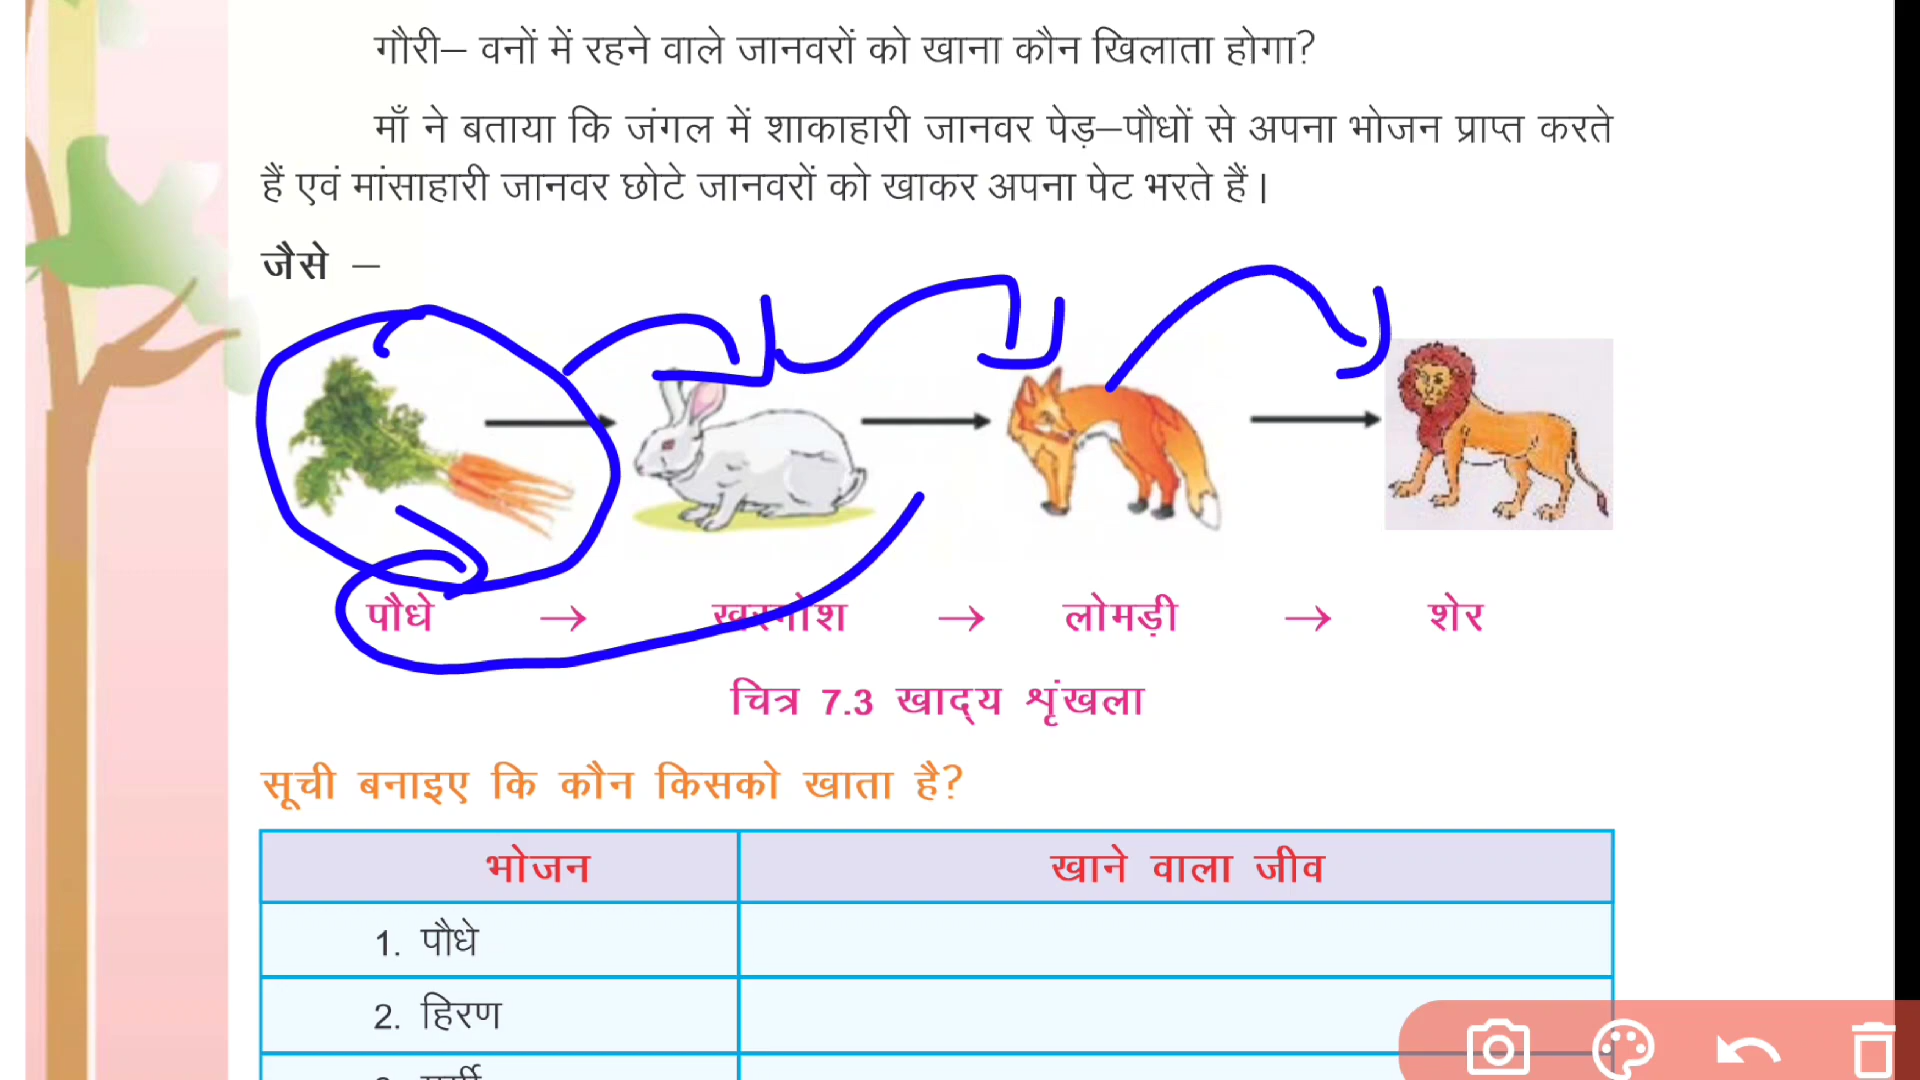 गौरी– वनों में रहने वाले जानवरों को खाना कौन खिलाता होगा?
माँ ने बताया कि जंगल में शाकाहारी जानवर पेड़–पौधों से अपना भोजन प्राप्त करते
हैं एवं मांसाहारी जानवर छोटे जानवरों को खाकर अपना पेट भरते हैं।
जैसे –
पौधे → खरगोश → लोमड़ी → शेर
चित्र 7.3 खाद्य शृंखला
सूची बनाइए कि कौन किसको खाता है?
भोजन खाने वाला जीव
1. पौधे
2. हिरण